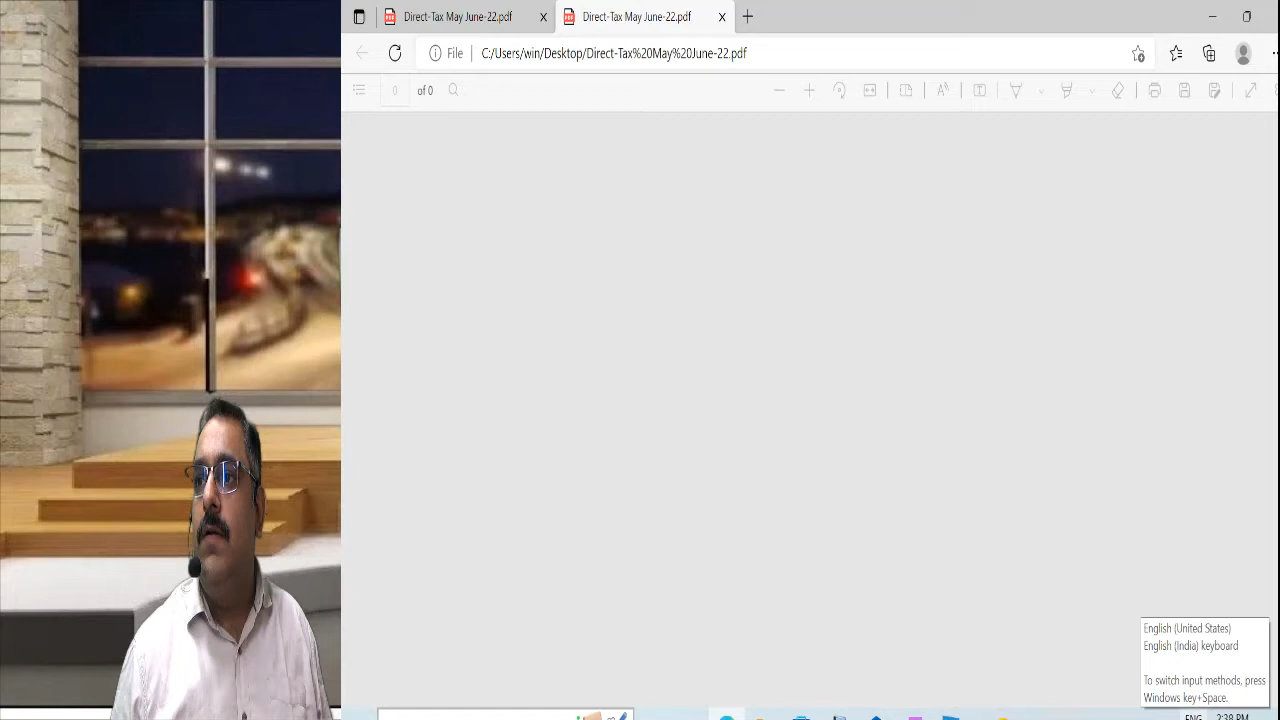 Direct-Tax May June-22.pdf
Direct-Tax May June-22.pdf
File
C:/Users/win/Desktop/Direct-Tax%20May%20June-22.pdf
0 of 0
English (United States)
English (India) keyboard
To switch input methods, press
Windows key+Space.